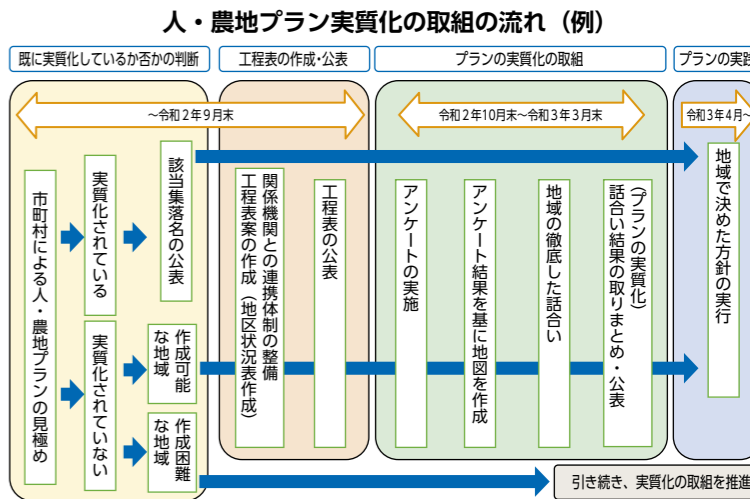 人・農地プラン実質化の取組の流れ（例）
既に実質化しているか否かの判断
工程表の作成・公表
プランの実質化の取組
プランの実践
～令和２年９月末
令和２年10月末～令和３年３月末
令和３年４月～
市町村による人・農地プランの見極め
実質化されている
該当集落名の公表
実質化されていない
作成可能
な地域
作成困難
な地域
関係機関との連携体制の整備
工程表案の作成（地区状況表作成）
工程表の公表
アンケートの実施
アンケート結果を基に地図を作成
地域の徹底した話合い
（プランの実質化）
話合い結果の取りまとめ・公表
地域で決めた方針の実行
引き続き、実質化の取組を推進